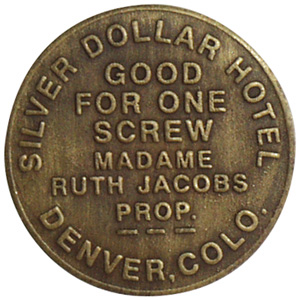 SILVER DOLLAR HOTEL
GOOD
FOR ONE
SCREW
MADAME
RUTH JACOBS
PROP.
DENVER, COLO.